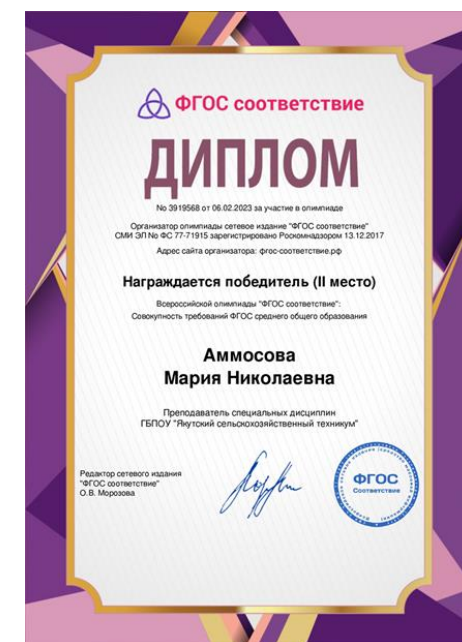 ФГОС соответствие
ДИПЛОМ
No 3919568 от 06.02.2023 за участие в олимпиаде
Организатор олимпиады сетевое издание "ФГОС соответствие"
СМИ ЭЛ No ФС 77-71915 зарегистрировано Роскомнадзором 13.12.2017
Адрес сайта организатора: фгос-соответствие.рф
Награждается победитель (II место)
Всероссийской олимпиады "ФГОС соответствие":
Совокупность требований ФГОС среднего общего образования
Аммосова
Мария Николаевна
Преподаватель специальных дисциплин
ГБПОУ "Якутский сельскохозяйственный техникум"
Редактор сетевого издания
"ФГОС соответствие"
О.В. Морозова
ФГОС
Соответствие